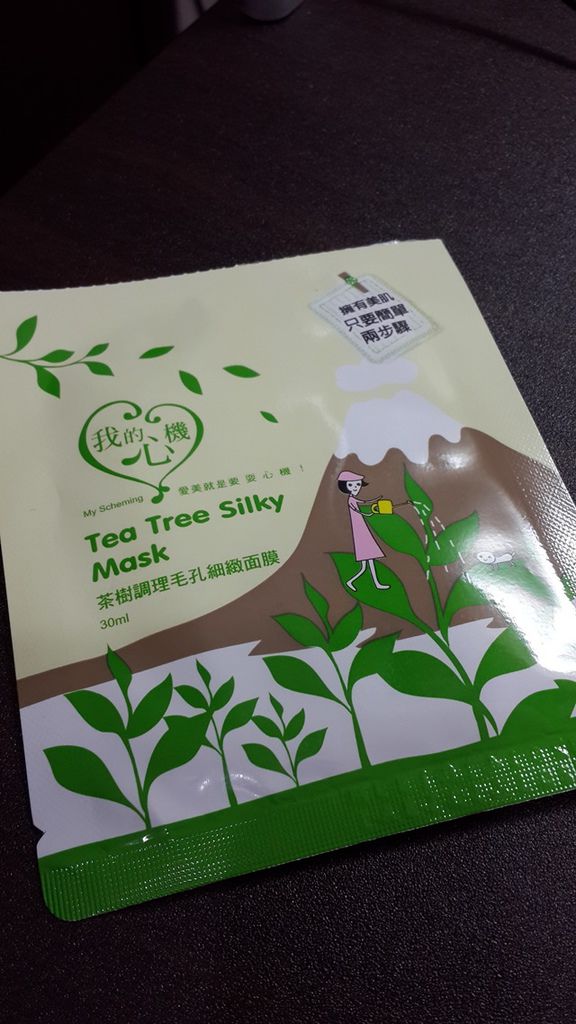 擁有美肌
只要簡單
兩步驟
我的心機
My Scheming
愛美就是要耍心機！
Tea Tree Silky
Mask
茶樹調理毛孔細緻面膜
30ml